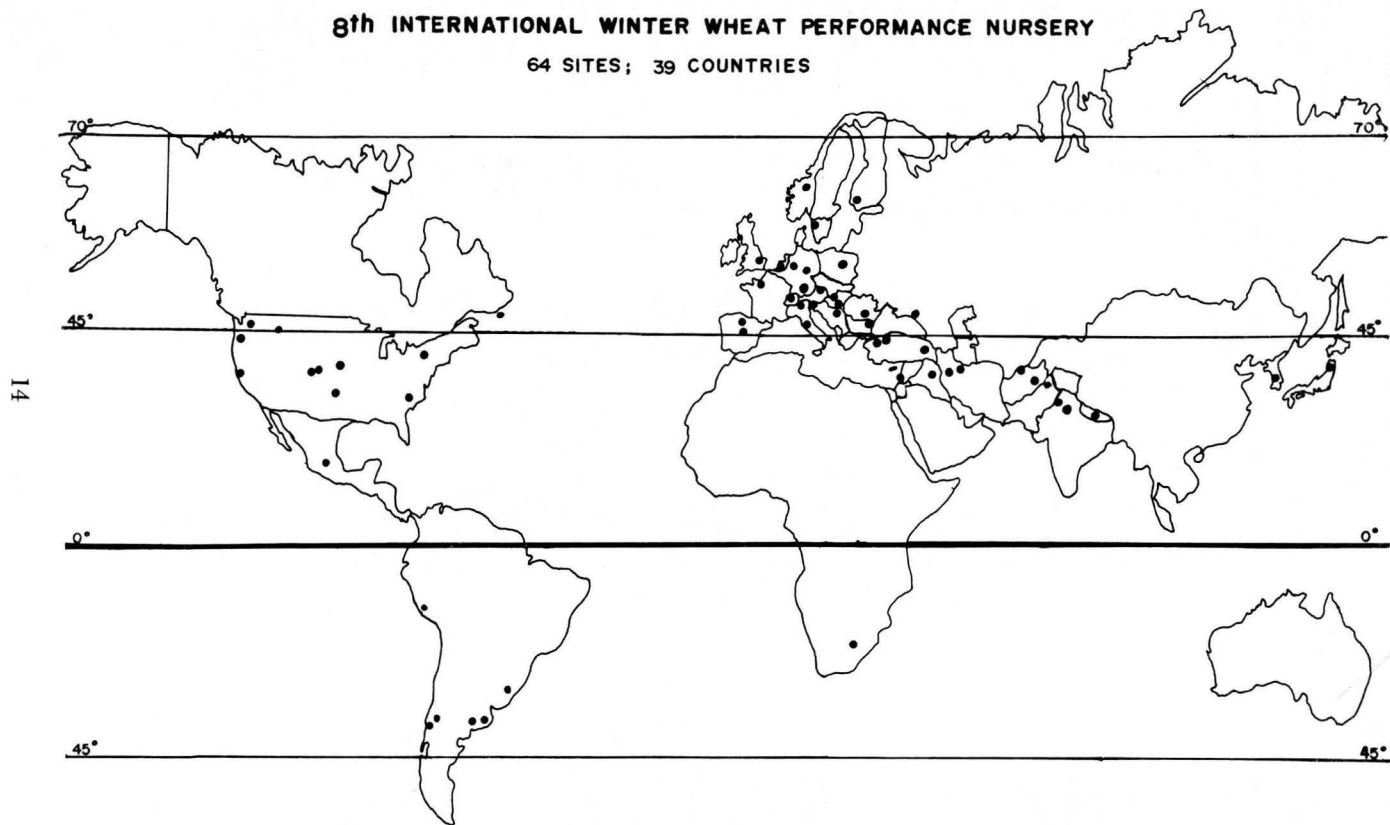 8th INTERNATIONAL WINTER WHEAT PERFORMANCE NURSERY
64 SITES; 39 COUNTRIES
70° 70°
45° 45°
0° 0°
45° 45°
14